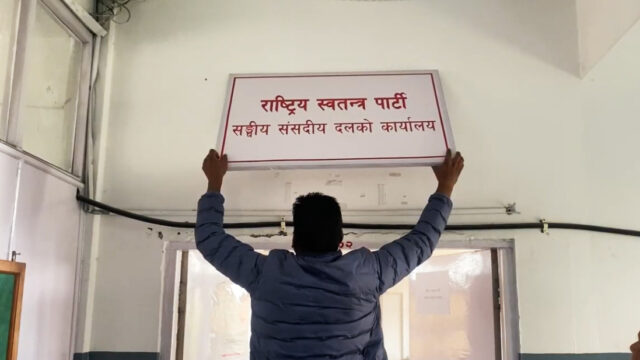 राष्ट्रिय स्वतन्त्र पार्टी
सङ्घीय संसदीय दलको कार्यालय